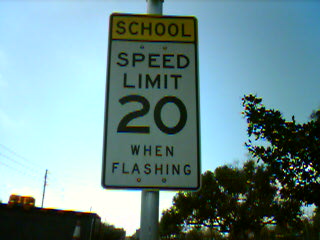 SCHOOL
SPEED
LIMIT
20
WHEN
FLASHING